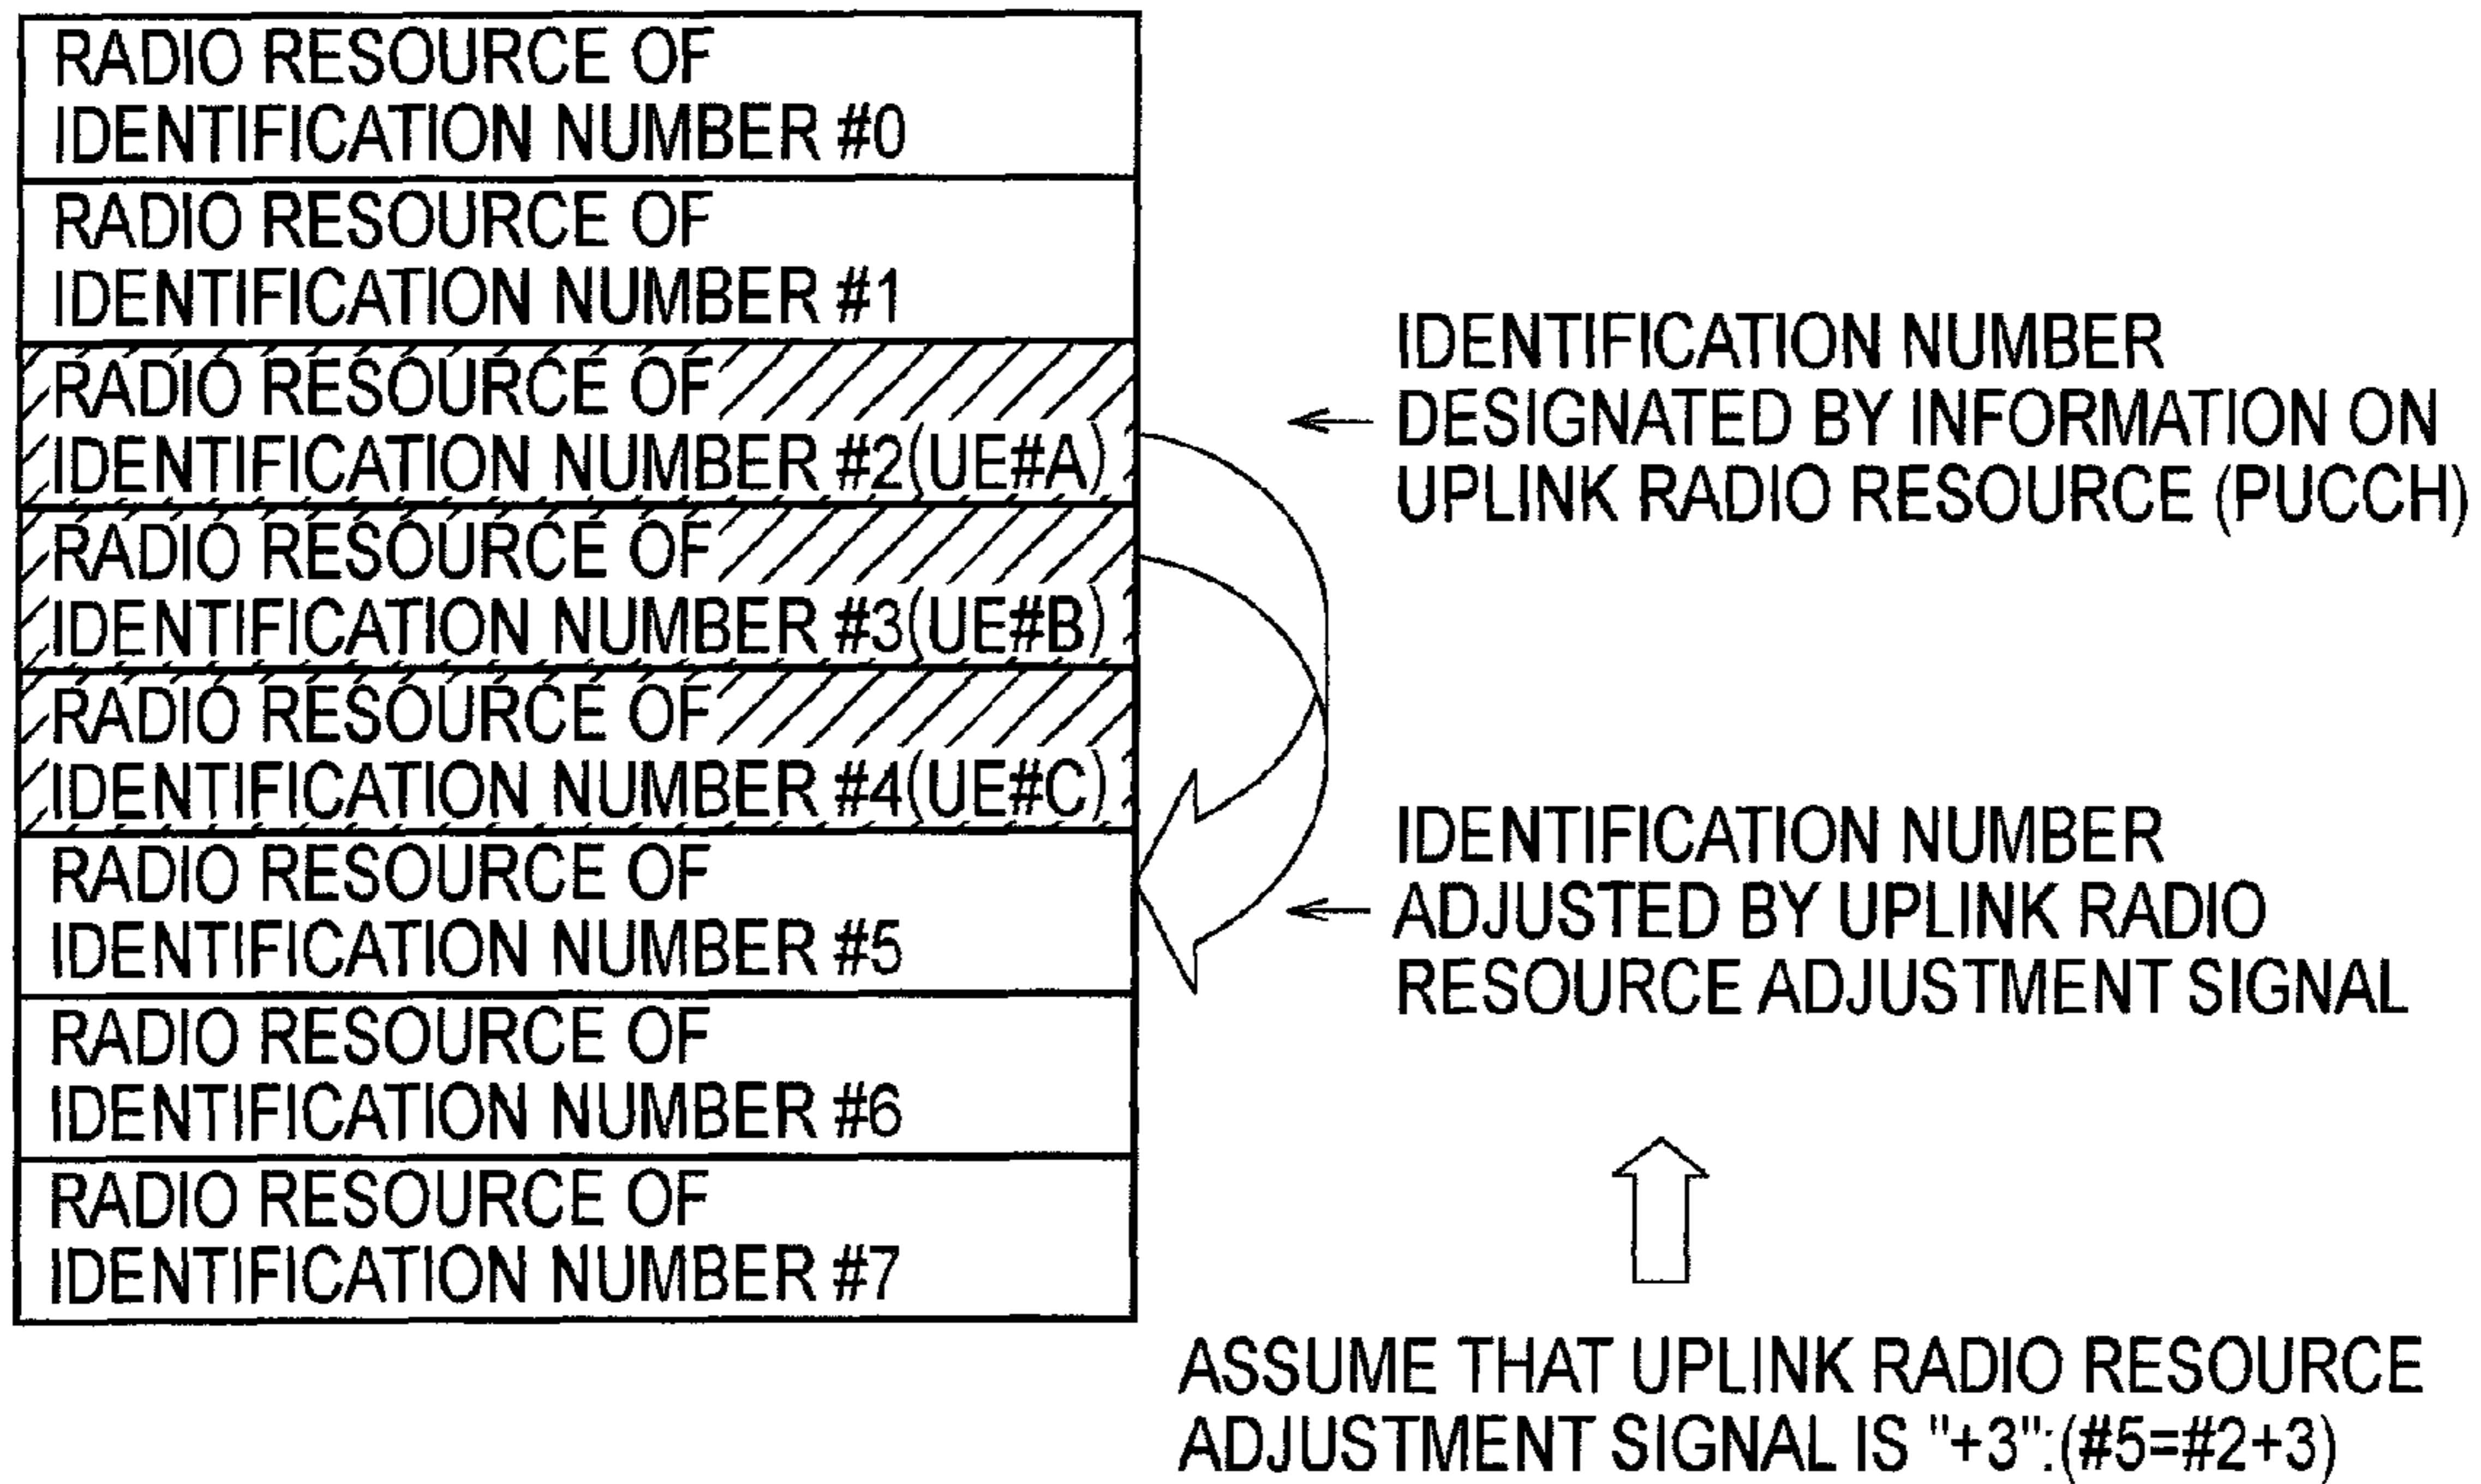 RADIO RESOURCE OF
IDENTIFICATION NUMBER #0
RADIO RESOURCE OF
IDENTIFICATION NUMBER #1
RADIO RESOURCE OF
IDENTIFICATION NUMBER #2(UE#A)
RADIO RESOURCE OF
IDENTIFICATION NUMBER #3(UE#B)
RADIO RESOURCE OF
IDENTIFICATION NUMBER #4(UE#C)
RADIO RESOURCE OF
IDENTIFICATION NUMBER #5
RADIO RESOURCE OF
IDENTIFICATION NUMBER #6
RADIO RESOURCE OF
IDENTIFICATION NUMBER #7
IDENTIFICATION NUMBER
DESIGNATED BY INFORMATION ON
UPLINK RADIO RESOURCE (PUCCH)
IDENTIFICATION NUMBER
ADJUSTED BY UPLINK RADIO
RESOURCE ADJUSTMENT SIGNAL
ASSUME THAT UPLINK RADIO RESOURCE
ADJUSTMENT SIGNAL IS "+3":(#5=#2+3)